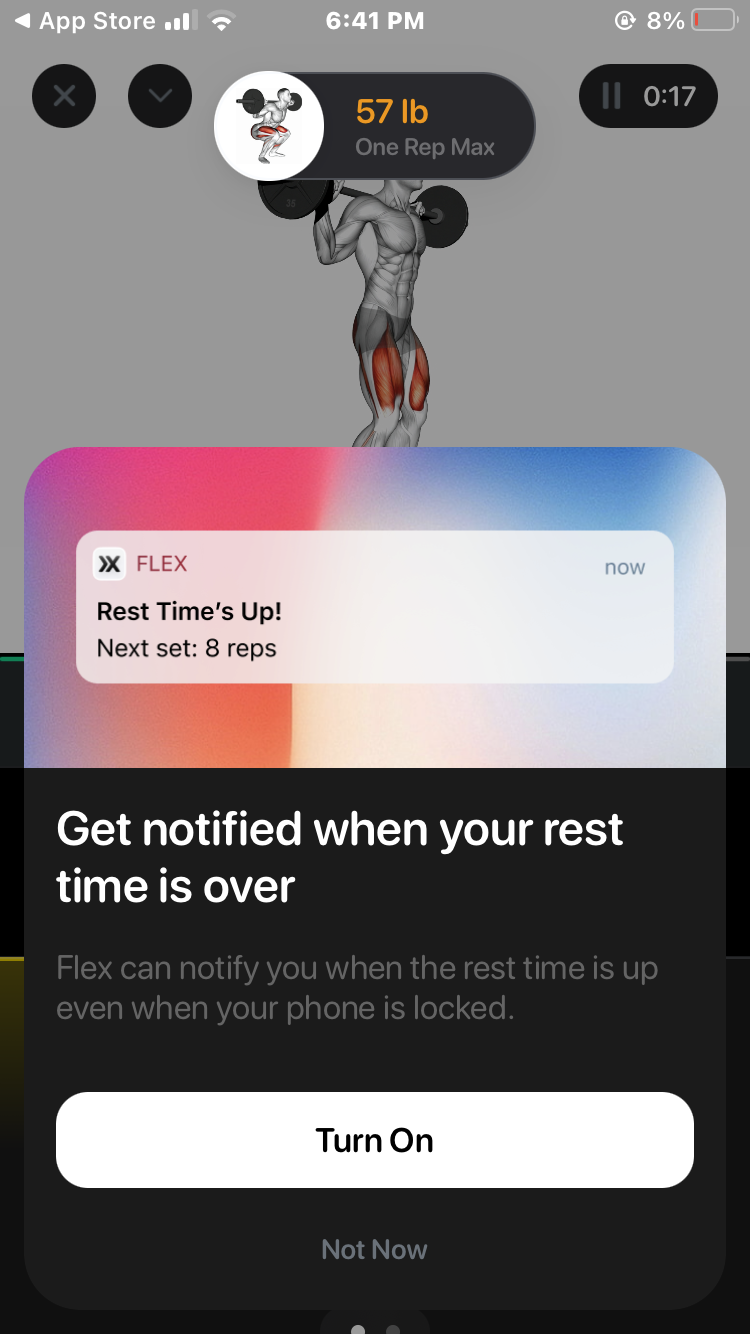 App Store
6:41 PM
8%
57 lb
One Rep Max
0:17
36
FLEX
now
Rest Time's Up!
Next set: 8 reps
Get notified when your rest
time is over
Flex can notify you when the rest time is up
even when your phone is locked.
Turn On
Not Now